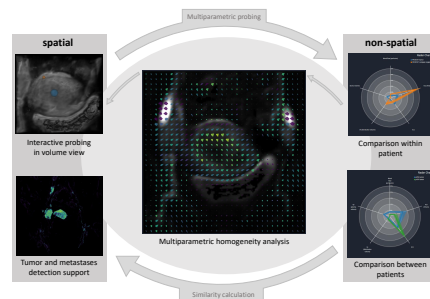 Multiparametric probing
spatial
non-spatial
Interactive probing
in volume view
Comparison within
patient
Multiparametric homogeneity analysis
Tumor and metastases
detection support
Comparison between
patients
Similarity calculation